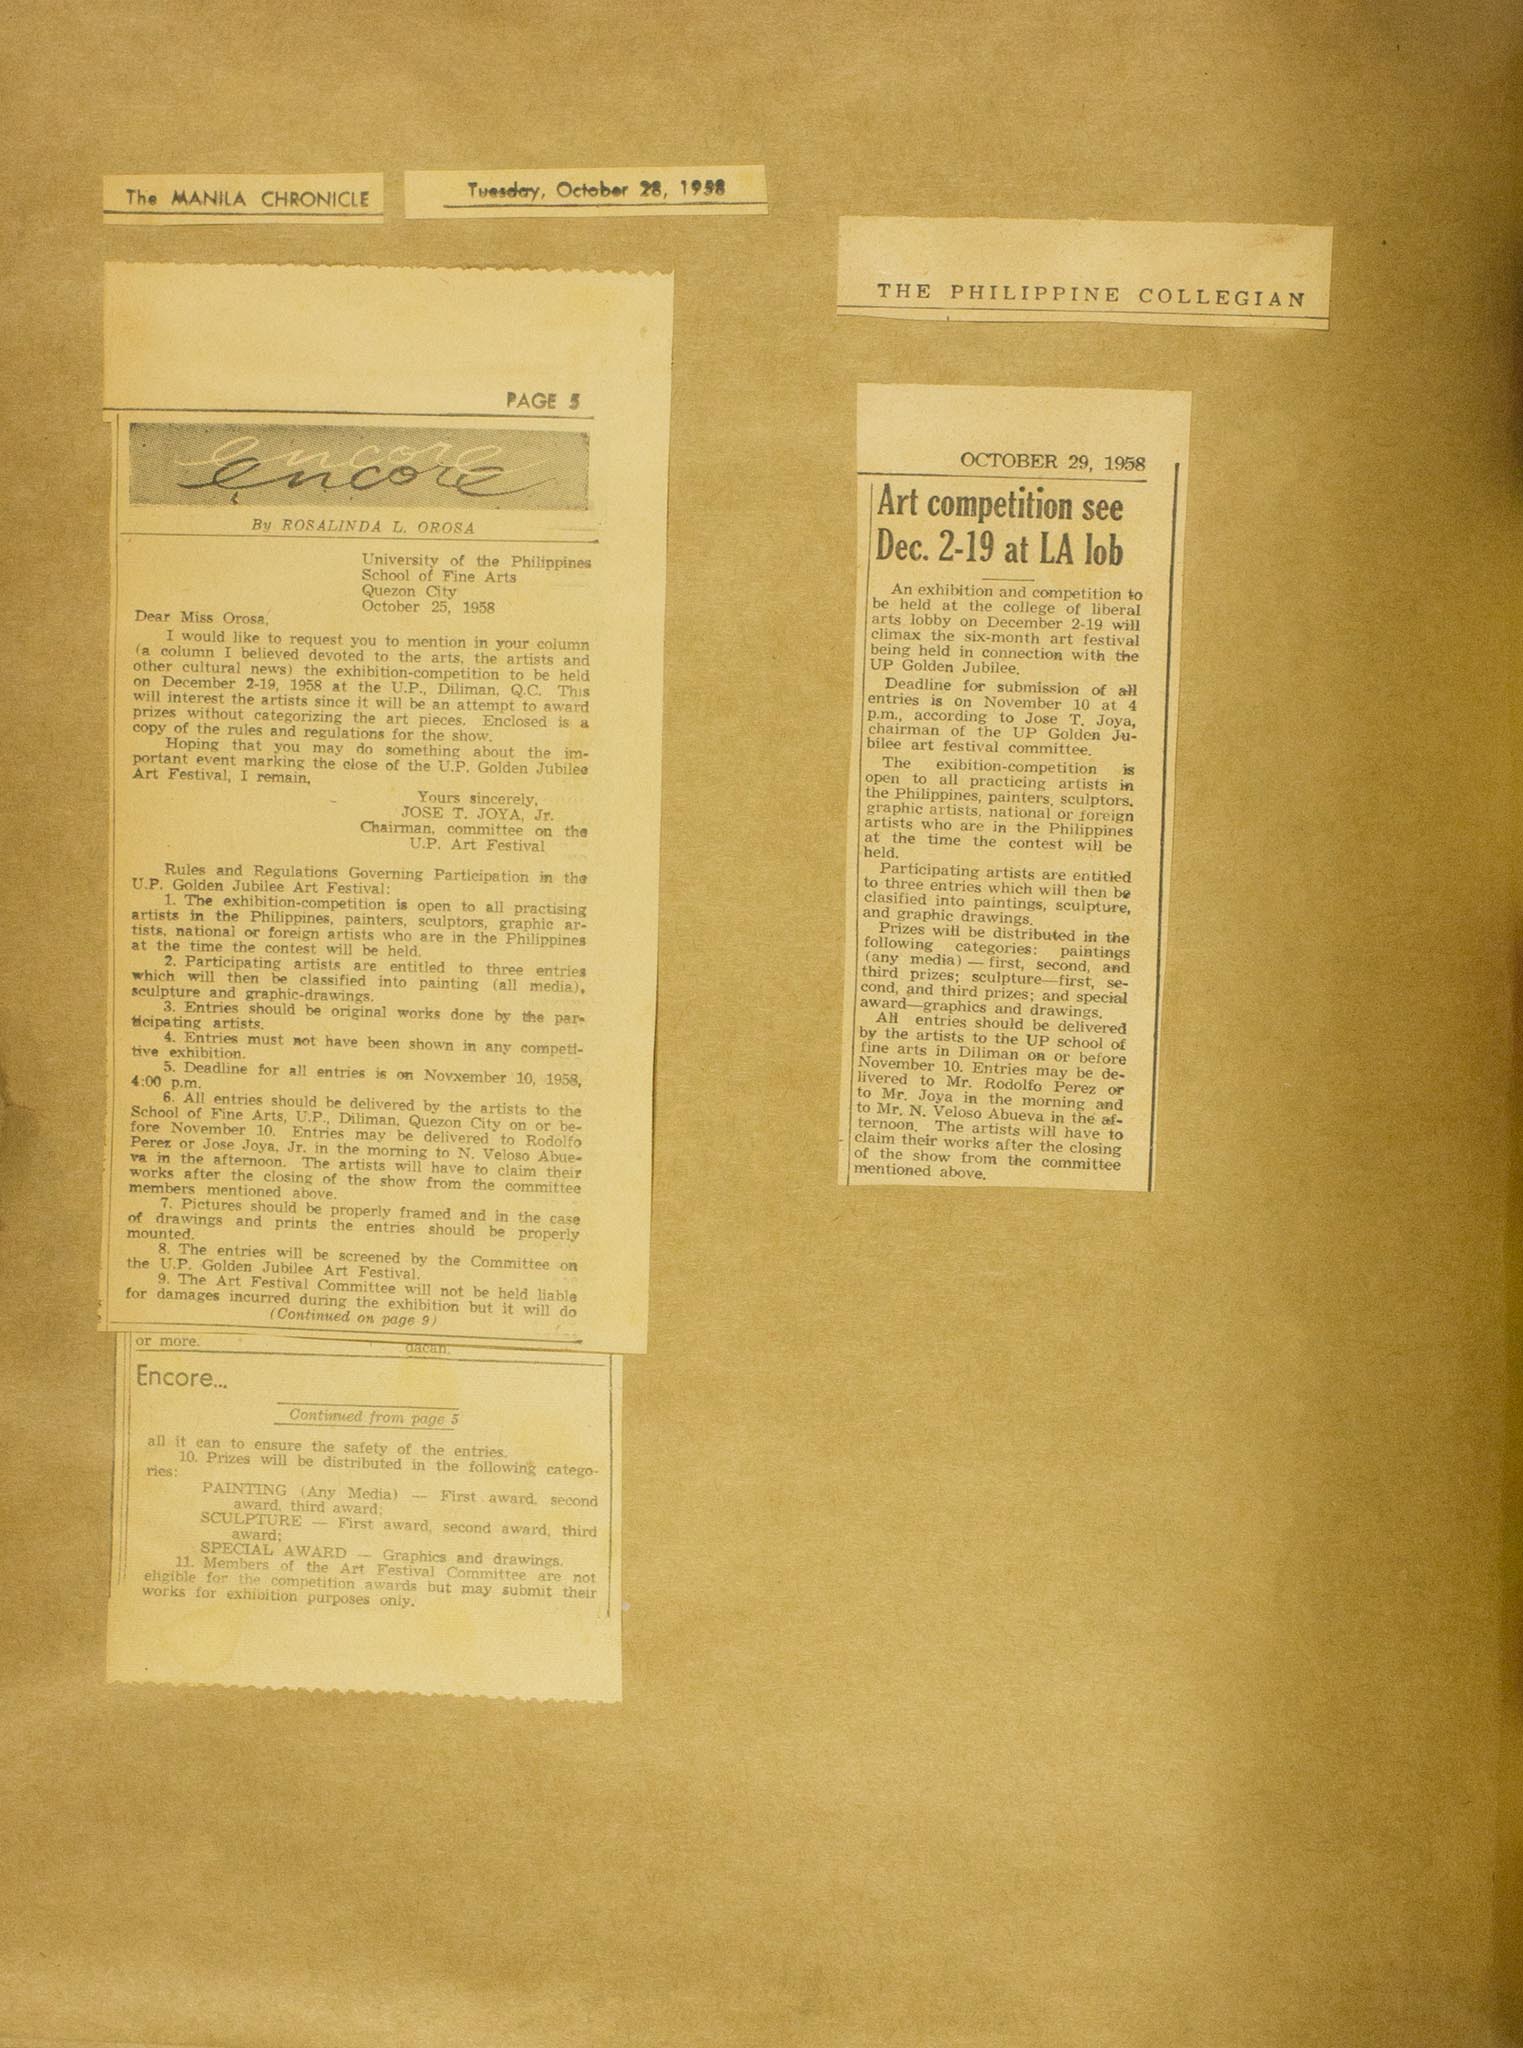 The MANILA CHRONICLE
Tuesday, October 28, 1958
PAGE 5
encore
By ROSALINDA L. OROSA
University of the Philippines
School of Fine Arts
Quezon City
October 25, 1958
Dear Miss Orosa,
I would like to request you to mention in your column
(a column I believed devoted to the arts, the artists and
other cultural news) the exhibition-competition to be held
on December 2-19, 1958 at the U.P., Diliman, Q.C. This
will interest the artists since it will be an attempt to award
prizes without categorizing the art pieces. Enclosed is a
copy of the rules and regulations for the show.
Hoping that you may do something about the im-
portant event marking the close of the U.P. Golden Jubilee
Art Festival, I remain,
Yours sincerely,
JOSE T. JOYA, Jr.
Chairman, committee on the
U.P. Art Festival
Rules and Regulations Governing Participation in the
U.P. Golden Jubilee Art Festival:
1. The exhibition-competition is open to all practising
artists in the Philippines, painters, sculptors, graphic ar-
tists, national or foreign artists who are in the Philippines
at the time the contest will be held.
2. Participating artists are entitled to three entries
which will then be classified into painting (all media),
sculpture and graphic-drawings.
3. Entries should be original works done by the par-
ticipating artists.
4. Entries must not have been shown in any competi-
tive exhibition.
5. Deadline for all entries is on Novxember 10, 1958,
4:00 p.m.
6. All entries should be delivered by the artists to the
School of Fine Arts, U.P., Diliman, Quezon City on or be-
fore November 10. Entries may be delivered to Rodolfo
Perez or Jose Joya, Jr. in the morning to N. Veloso Abue-
va in the afternoon. The artists will have to claim their
works after the closing of the show from the committee
members mentioned above.
7. Pictures should be properly framed and in the case
of drawings and prints the entries should be properly
mounted.
8. The entries will be screened by the Committee on
the U.P. Golden Jubilee Art Festival.
9. The Art Festival Committee will not be held liable
for damages incurred during the exhibition but it will do
(Continued on page 9)
or more. dacan.
Encore...
Continued from page 5
all it can to ensure the safety of the entries.
10. Prizes will be distributed in the following catego-
ries:
PAINTING (Any Media) — First award, second
award, third award;
SCULPTURE — First award, second award, third
award;
SPECIAL AWARD — Graphics and drawings.
11. Members of the Art Festival Committee are not
eligible for the competition awards but may submit their
works for exhibition purposes only.
THE PHILIPPINE COLLEGIAN
OCTOBER 29, 1958
Art competition see
Dec. 2-19 at LA lob
An exhibition and competition to
be held at the college of liberal
arts lobby on December 2-19 will
climax the six-month art festival
being held in connection with the
UP Golden Jubilee.
Deadline for submission of all
entries is on November 10 at 4
p.m., according to Jose T. Joya,
chairman of the UP Golden Ju-
bilee art festival committee.
The exibition-competition is
open to all practicing artists in
the Philippines, painters, sculptors,
graphic artists, national or foreign
artists who are in the Philippines
at the time the contest will be
held.
Participating artists are entitled
to three entries which will then be
clasified into paintings, sculpture,
and graphic drawings.
Prizes will be distributed in the
following categories: paintings
(any media) — first, second, and
third prizes; sculpture—first, se-
cond, and third prizes; and special
award—graphics and drawings.
All entries should be delivered
by the artists to the UP school of
fine arts in Diliman on or before
November 10. Entries may be de-
livered to Mr. Rodolfo Perez or
to Mr. Joya in the morning and
to Mr. N. Veloso Abueva in the af-
ternoon. The artists will have to
claim their works after the closing
of the show from the committee
mentioned above.